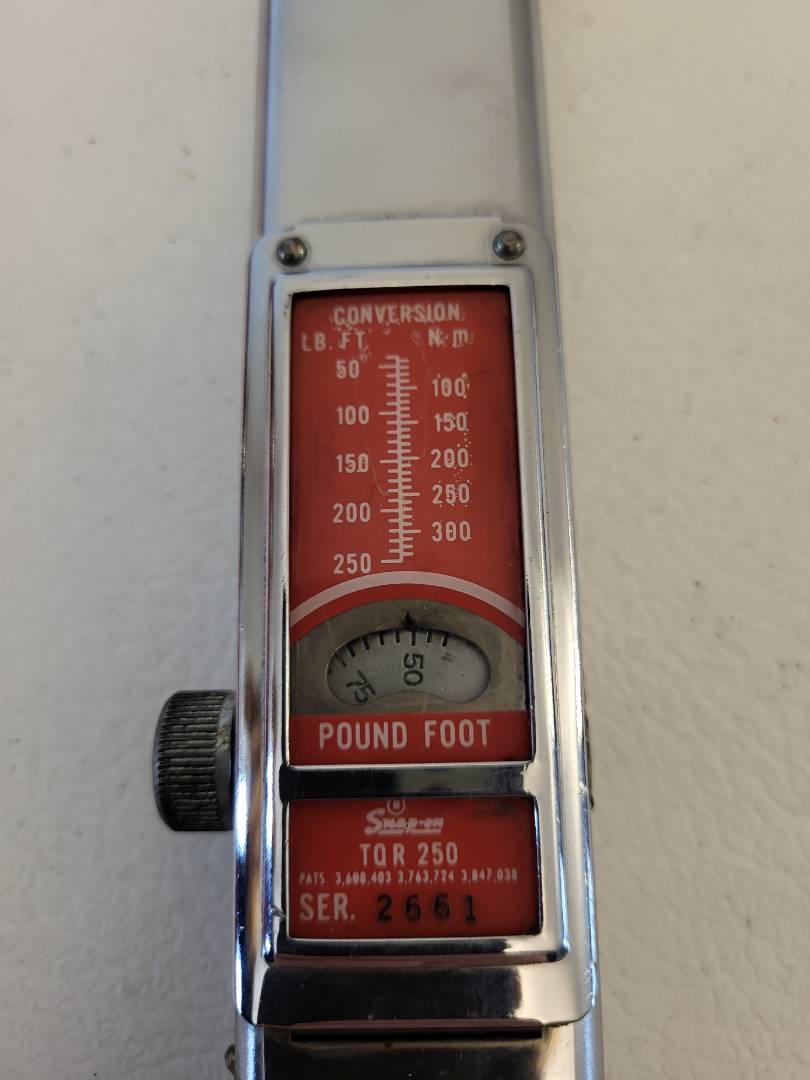 CONVERSION
LB. FT. N·m
50
100
100
150
150
200
200
250
300
250
75 50
POUND FOOT
®
Snap-on
TQR 250
PATS. 3,608,403 3,763,724 3,847,038
SER. 2661